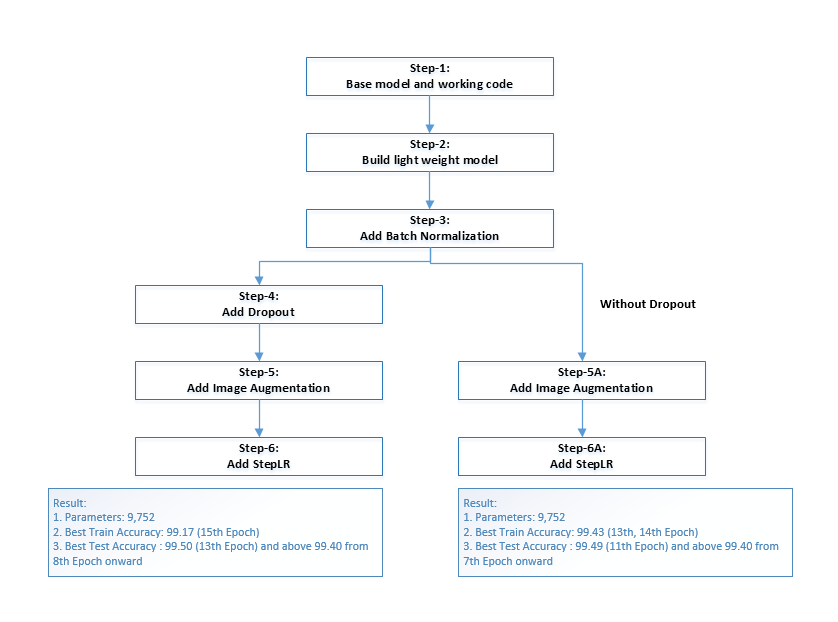 Step-1:
Base model and working code
Step-2:
Build light weight model
Step-3:
Add Batch Normalization
Step-4:
Add Dropout
Without Dropout
Step-5:
Add Image Augmentation
Step-5A:
Add Image Augmentation
Step-6:
Add StepLR
Step-6A:
Add StepLR
Result:
1. Parameters: 9,752
2. Best Train Accuracy: 99.17 (15th Epoch)
3. Best Test Accuracy : 99.50 (13th Epoch) and above 99.40 from
8th Epoch onward
Result:
1. Parameters: 9,752
2. Best Train Accuracy: 99.43 (13th, 14th Epoch)
3. Best Test Accuracy : 99.49 (11th Epoch) and above 99.40 from
7th Epoch onward